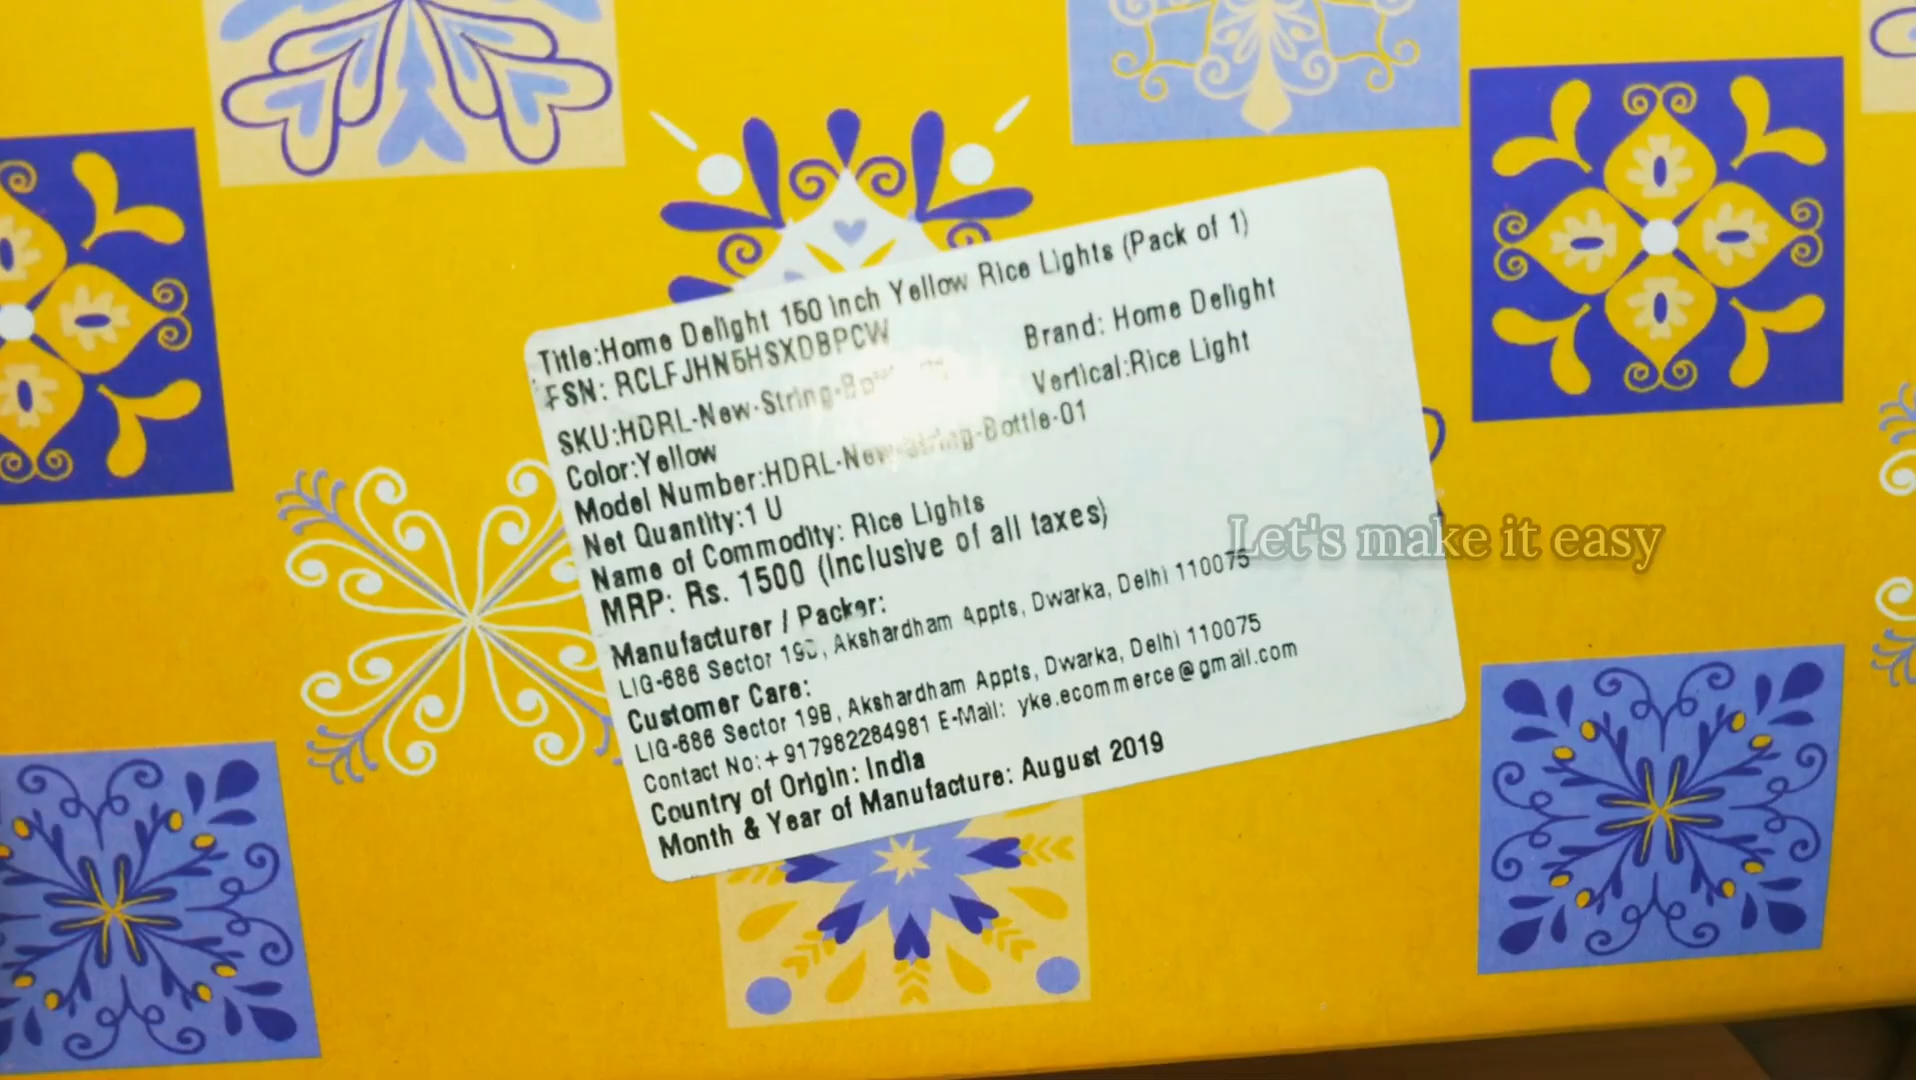 Title:Home Delight 150 inch Yellow Rice Lights (Pack of 1)
FSN: RCLFJHN5HSXDBPCW
Brand: Home Delight
SKU:HDRL-New-String-
Vertical:Rice Light
Color:Yellow
Model Number:HDRL-New-String-Bottle-01
Net Quantity:1 U
Name of Commodity: Rice Lights
MRP: Rs. 1500 (Inclusive of all taxes)
Manufacturer / Packer:
LIG-686 Sector 19B, Akshardham Appts, Dwarka, Delhi 110075
Customer Care:
LIG-686 Sector 19B, Akshardham Appts, Dwarka, Delhi 110075
Contact No:+917982284981 E-Mail: yke.ecommerce@gmail.com
Country of Origin: India
Month & Year of Manufacture: August 2019
Let's make it easy